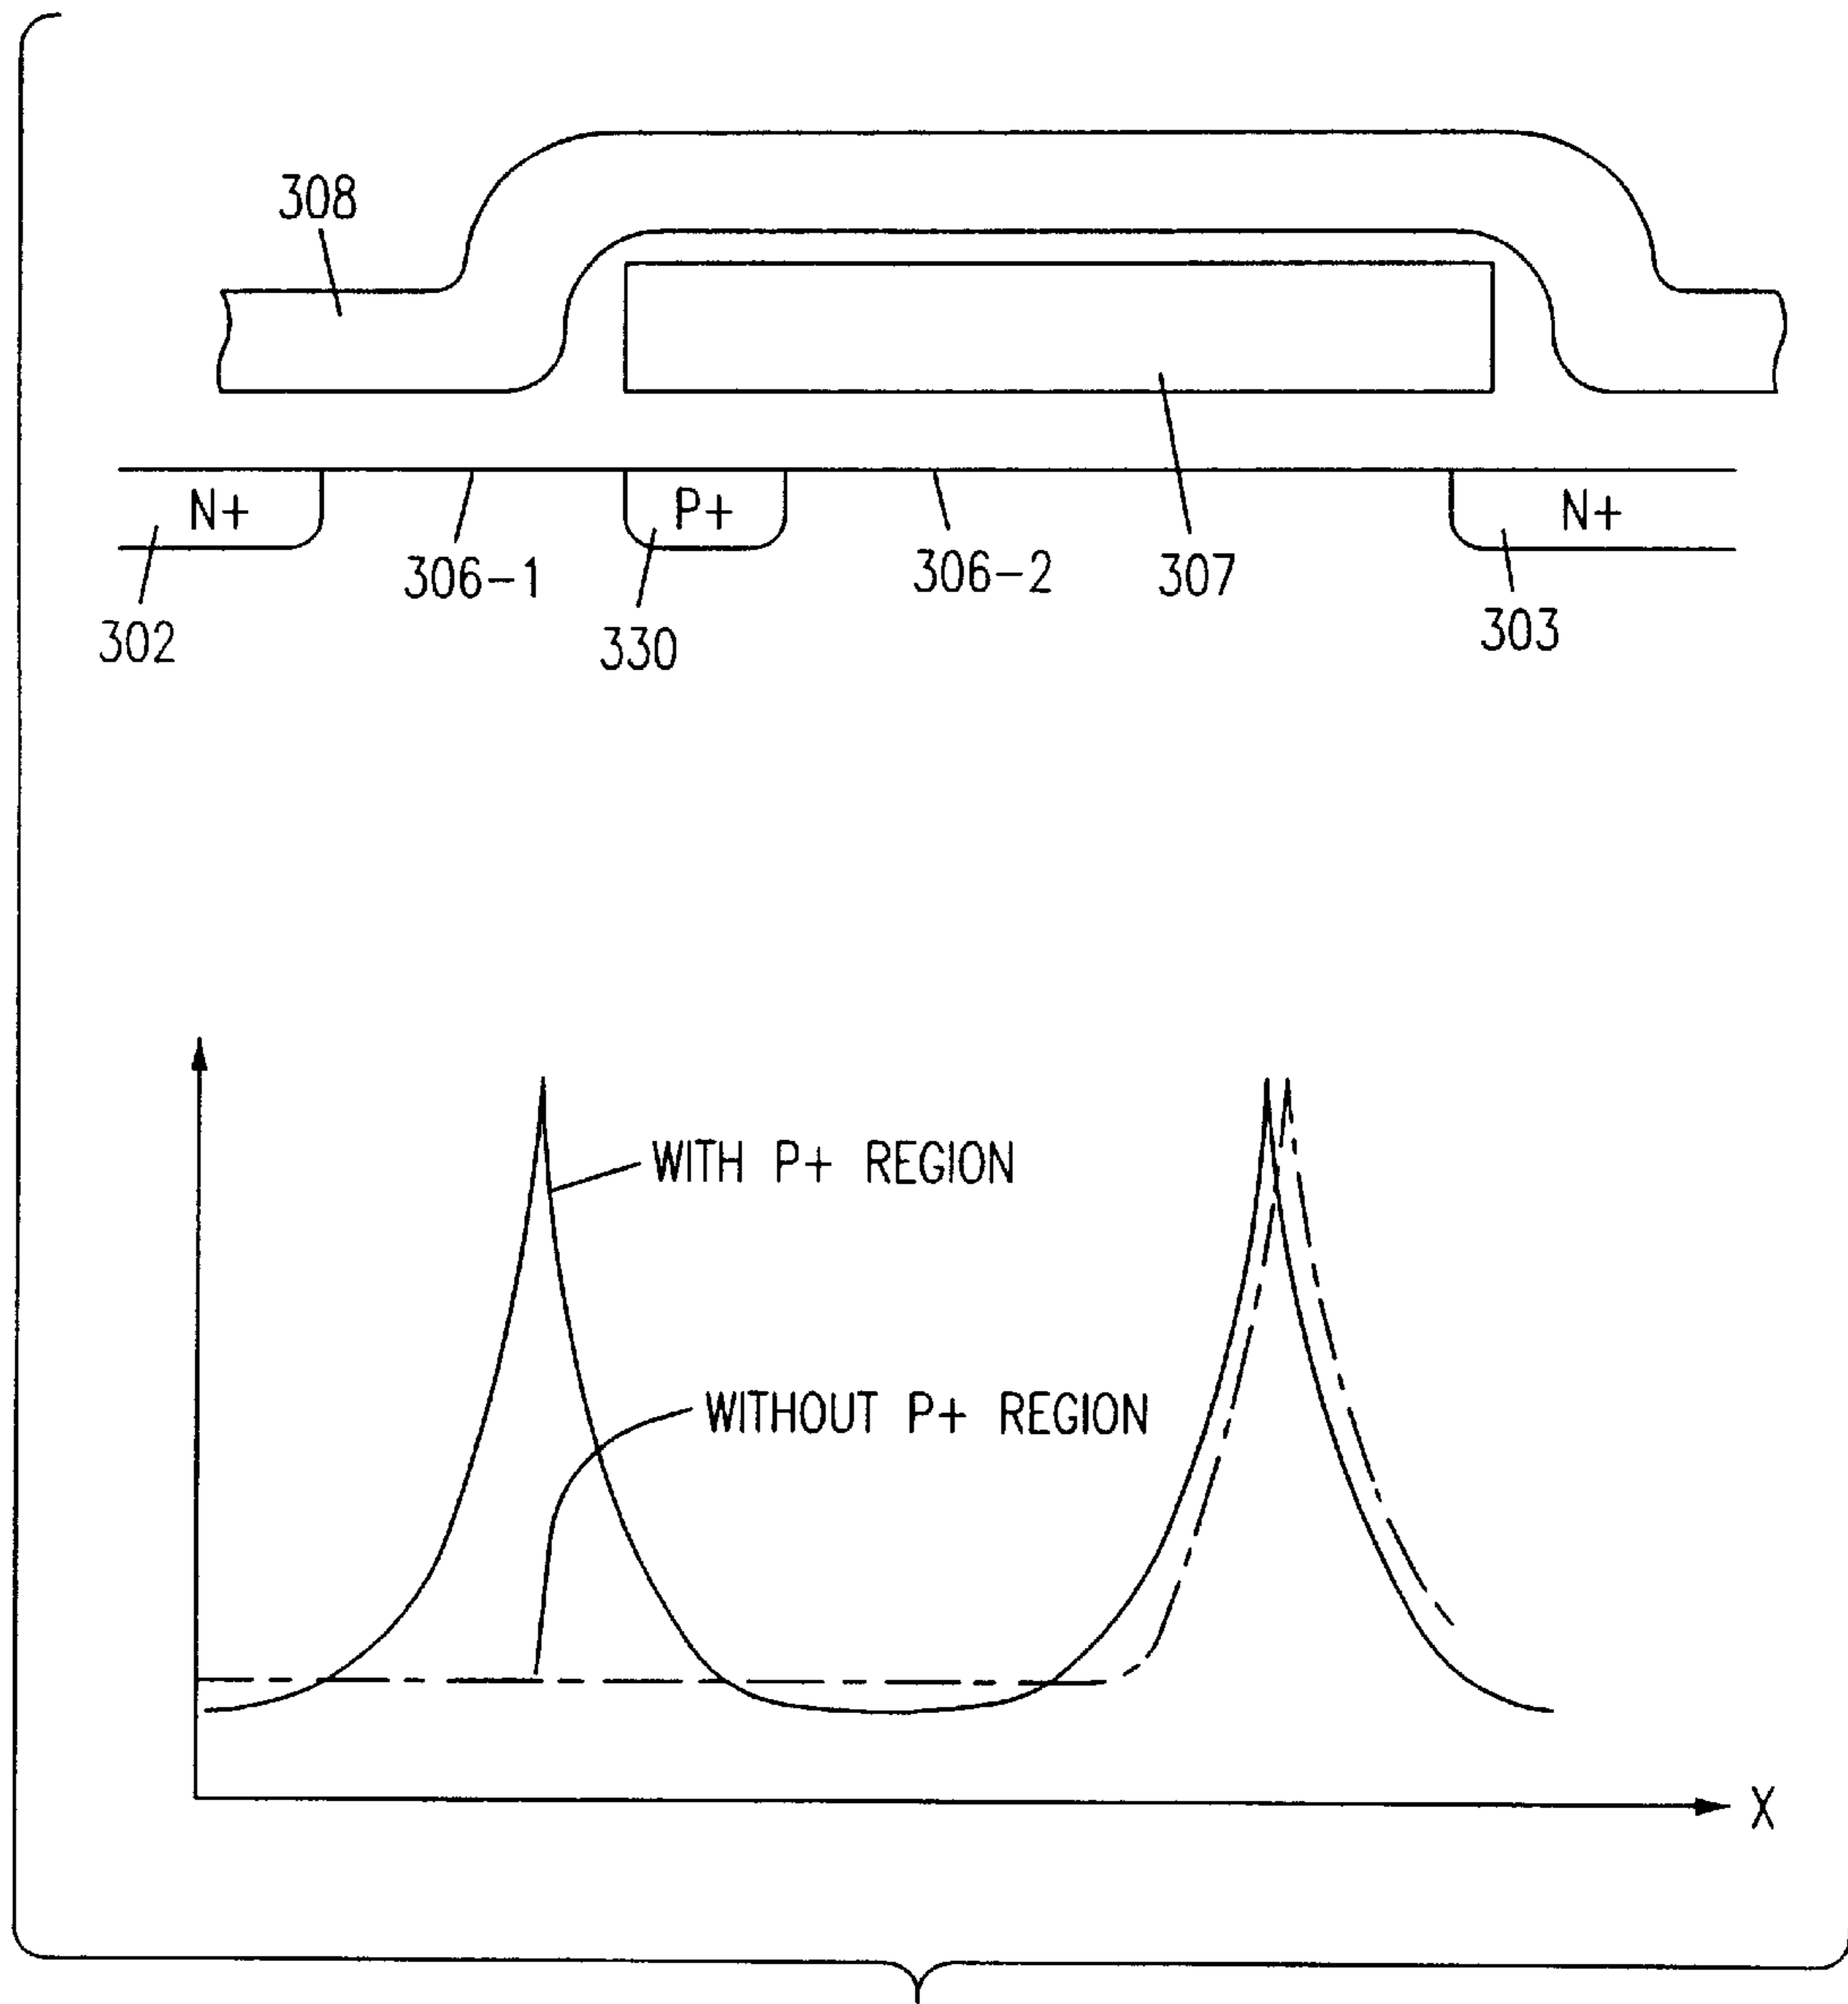 308
N+ P+ N+
306-1 306-2 307
302 330 303
WITH P+ REGION
WITHOUT P+ REGION
X